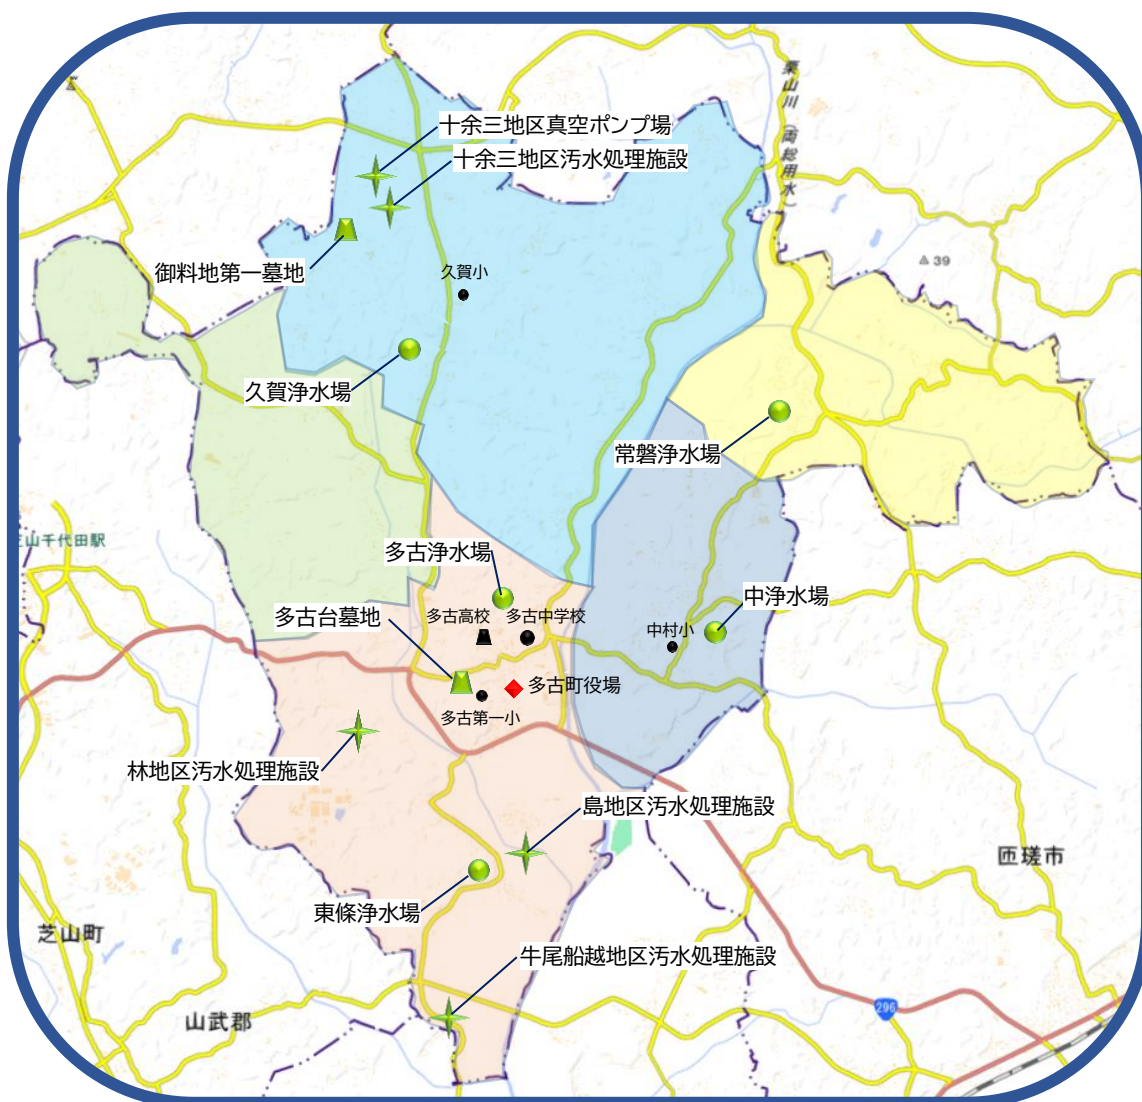 栗山川(両総用水)
十余三地区真空ポンプ場
十余三地区汚水処理施設
39
御料地第一墓地
久賀小
久賀浄水場
常磐浄水場
芝山千代田駅
多古浄水場
中浄水場
多古台墓地
多古高校
多古中学校
中村小
多古町役場
多古第一小
林地区汚水処理施設
島地区汚水処理施設
匝瑳市
東條浄水場
芝山町
牛尾船越地区汚水処理施設
296
山武郡